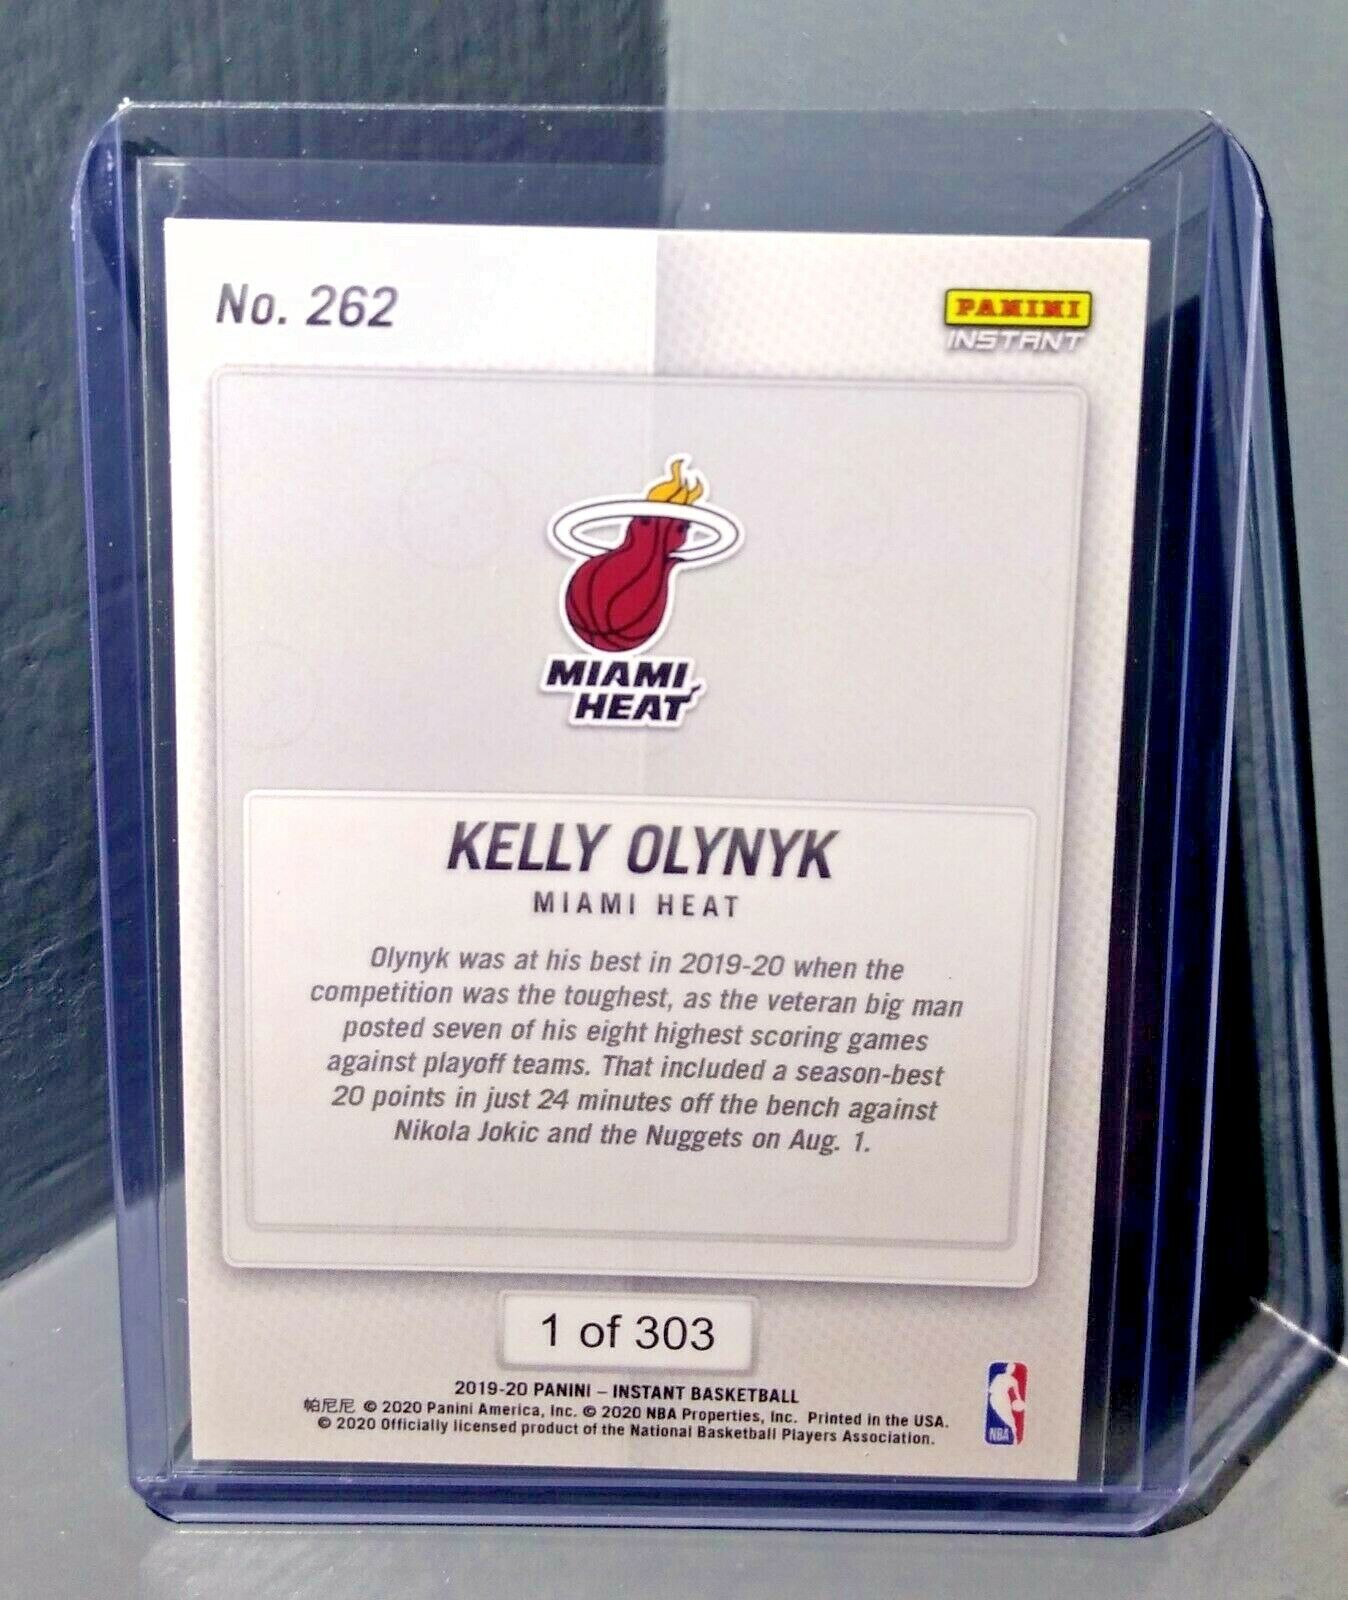 No. 262
PANINI
INSTANT
MIAMI
HEAT
KELLY OLYNYK
MIAMI HEAT
Olynyk was at his best in 2019-20 when the
competition was the toughest, as the veteran big man
posted seven of his eight highest scoring games
against playoff teams. That included a season-best
20 points in just 24 minutes off the bench against
Nikola Jokic and the Nuggets on Aug. 1.
1 of 303
2019-20 PANINI – INSTANT BASKETBALL
帕尼尼 © 2020 Panini America, Inc. © 2020 NBA Properties, Inc. Printed in the USA.
© 2020 Officially licensed product of the National Basketball Players Association.
NBA